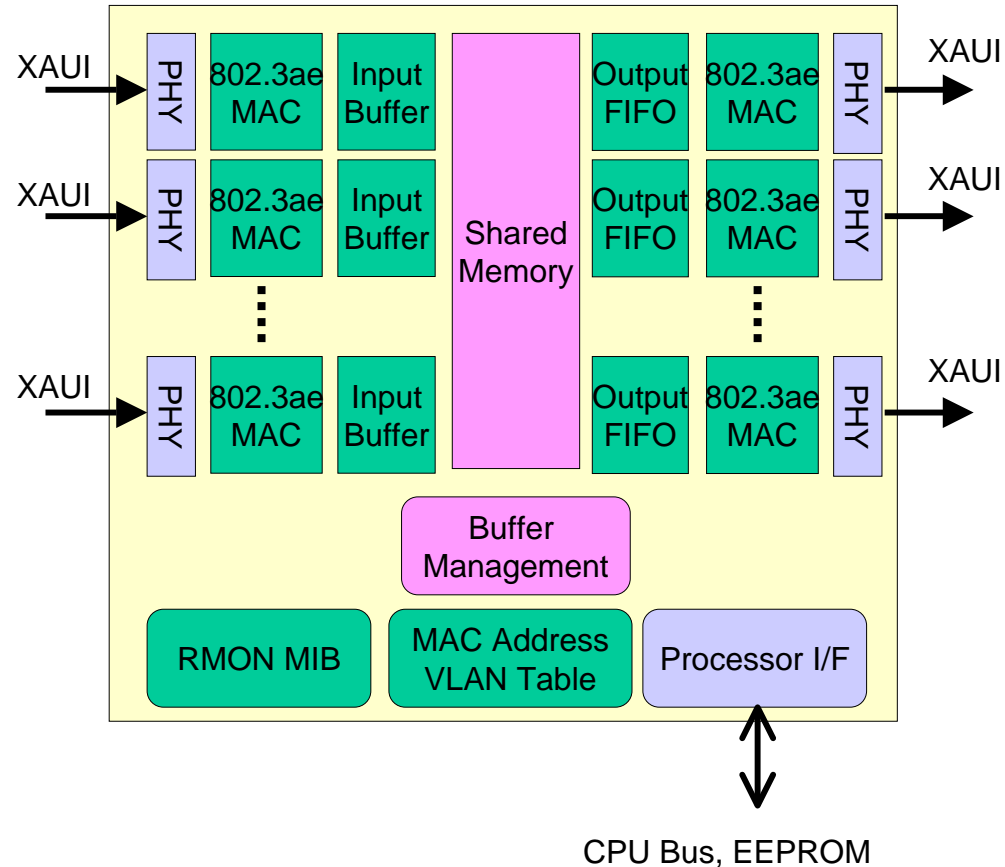 XAUI
PHY
802.3ae
MAC
Input
Buffer
Shared
Memory
Output
FIFO
802.3ae
MAC
PHY
XAUI
XAUI
PHY
802.3ae
MAC
Input
Buffer
Output
FIFO
802.3ae
MAC
PHY
XAUI
XAUI
PHY
802.3ae
MAC
Input
Buffer
Output
FIFO
802.3ae
MAC
PHY
XAUI
Buffer
Management
RMON MIB
MAC Address
VLAN Table
Processor I/F
CPU Bus, EEPROM